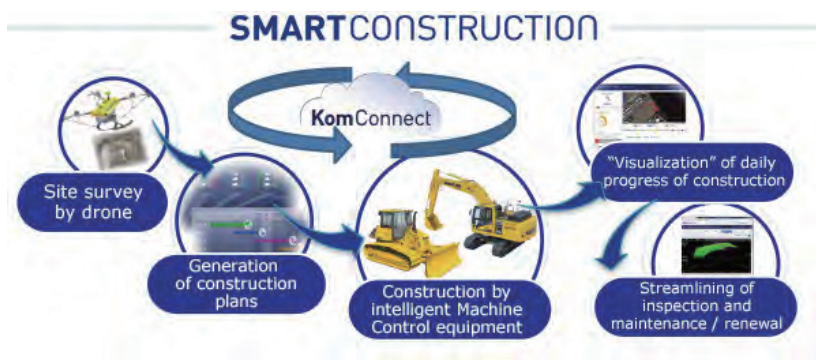 SMARTCONSTRUCTION
KomConnect
Site survey
by drone
Generation
of construction
plans
Construction by
intelligent Machine
Control equipment
"Visualization" of daily
progress of construction
Streamlining of
inspection and
maintenance / renewal